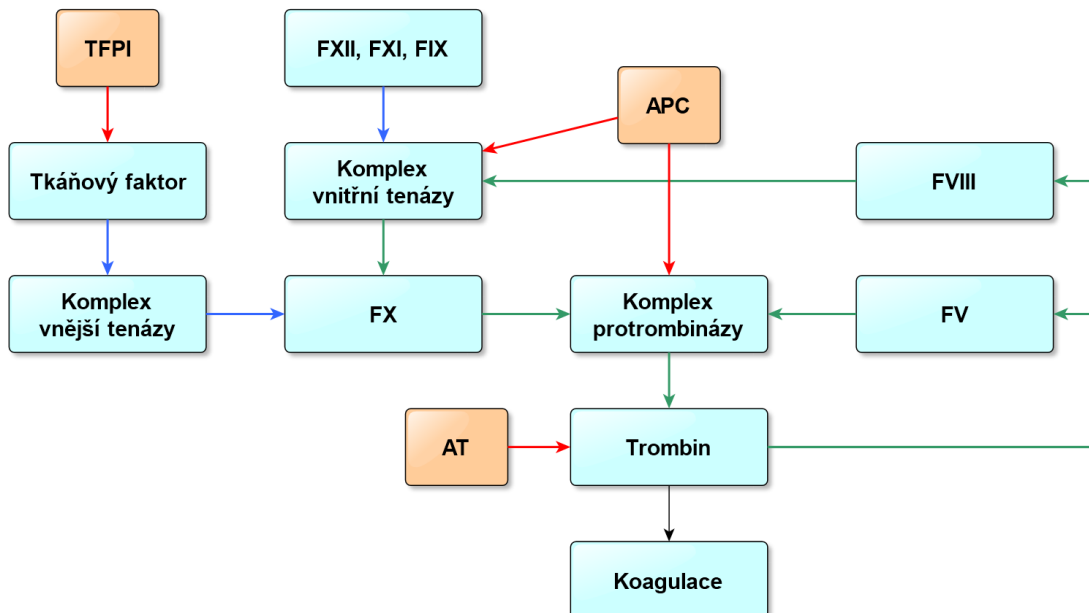 TFPI
FXII, FXI, FIX
APC
Tkáňový faktor
Komplex
vnitřní tenázy
FVIII
Komplex
vnější tenázy
FX
Komplex
protrombinázy
FV
AT
Trombin
Koagulace